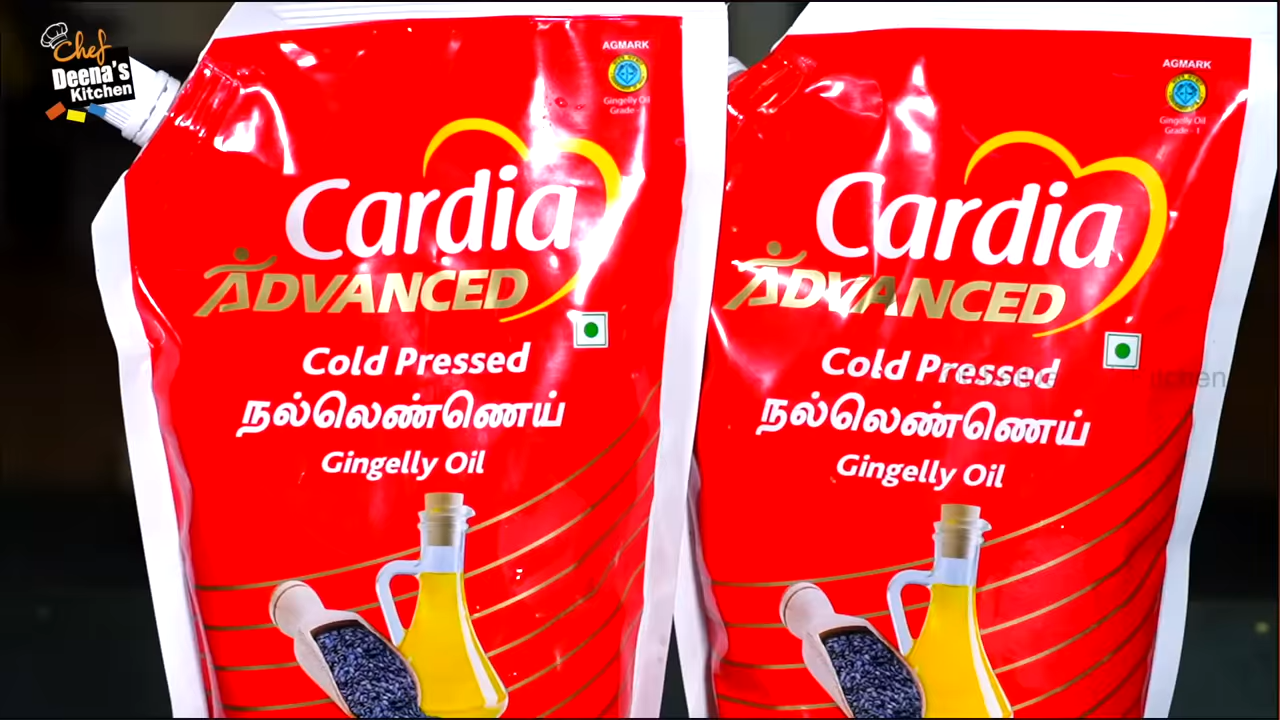 Chef
Deena's
Kitchen
AGMARK
Gingelly Oil
Grade
Cardia
ADVANCED
Cold Pressed
நல்லெண்ணெய்
Gingelly Oil
AGMARK
Gingelly Oil
Grade - 1
Cardia
ADVANCED
Cold Pressed
நல்லெண்ணெய்
Gingelly Oil